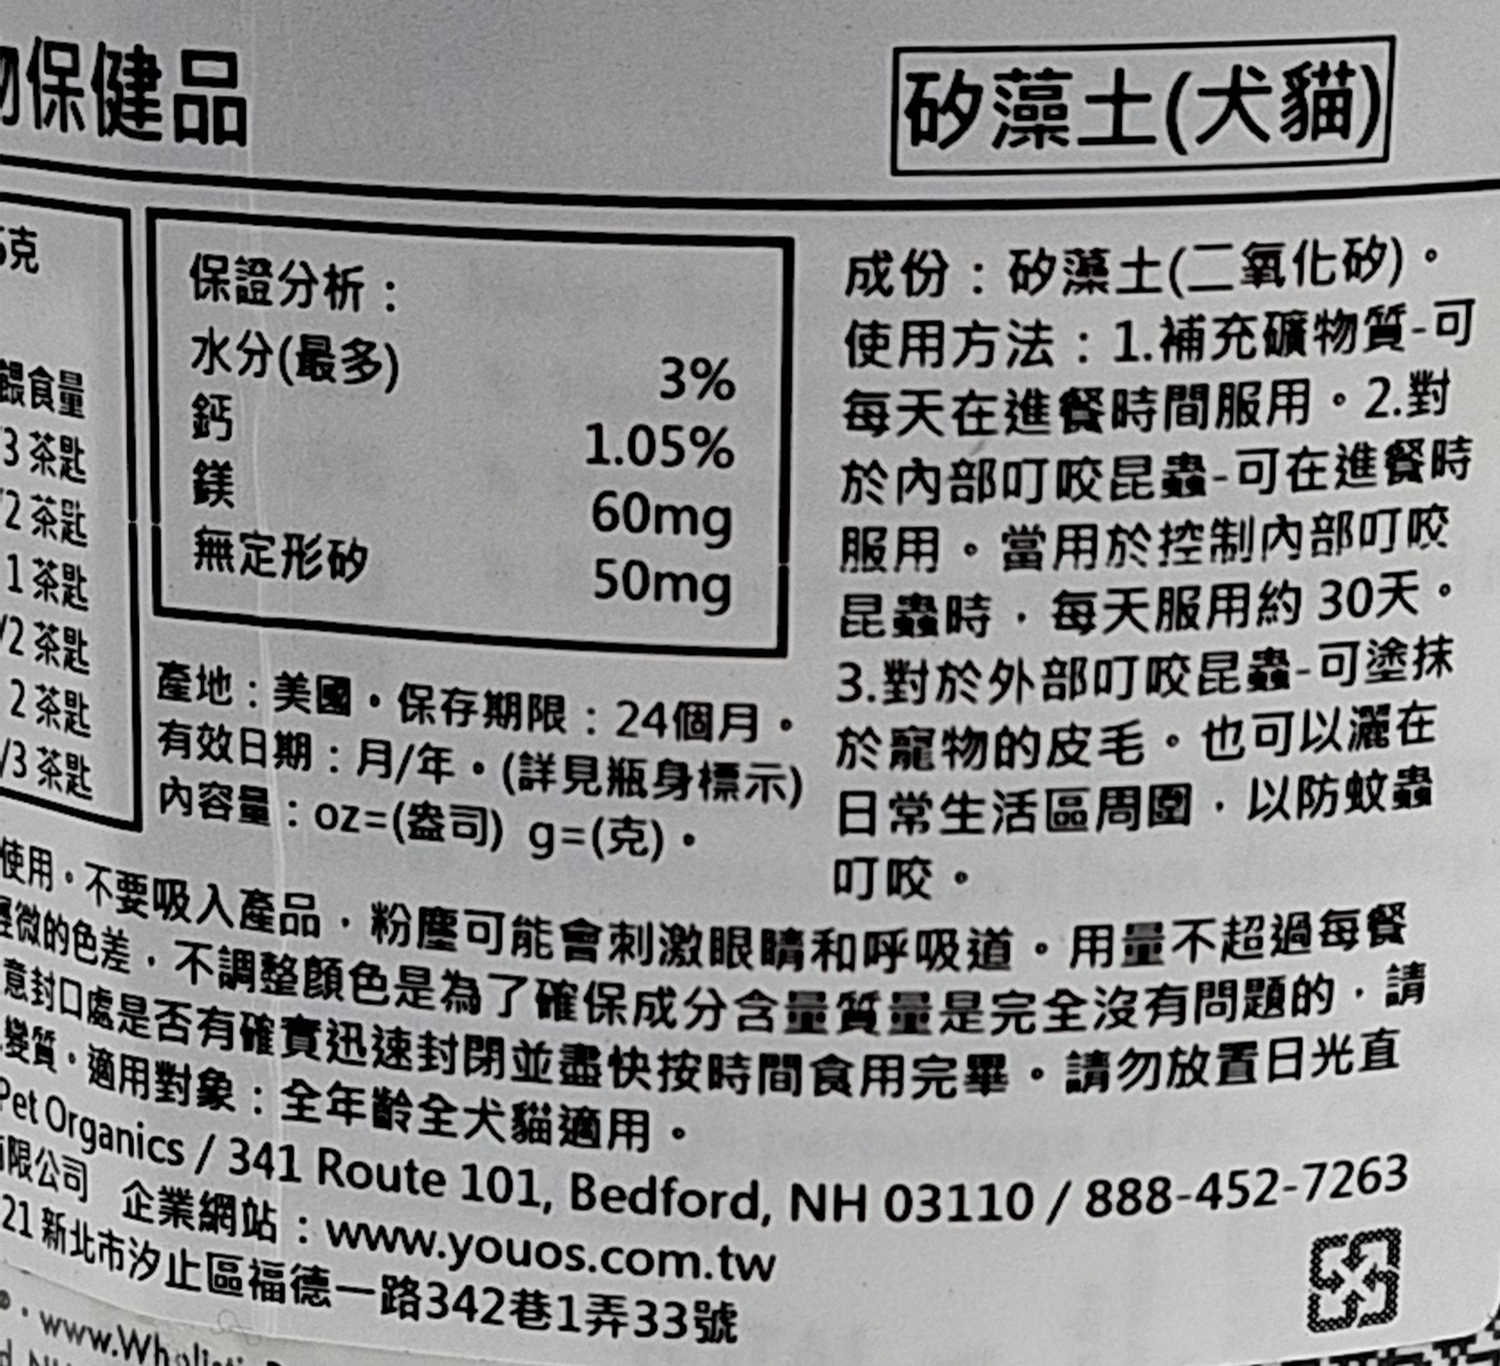 保健品
矽藻土(犬貓)
克
餵食量
3 茶匙
2 茶匙
1 茶匙
/2 茶匙
2 茶匙
/3 茶匙
保證分析：
水分(最多) 3%
鈣 1.05%
鎂 60mg
無定形矽 50mg
產地：美國。保存期限：24個月。
有效日期：月/年。(詳見瓶身標示)
內容量：oz=(盎司) g=(克)。
成份：矽藻土(二氧化矽)。
使用方法：1.補充礦物質-可
每天在進餐時間服用。2.對
於內部叮咬昆蟲-可在進餐時
服用。當用於控制內部叮咬
昆蟲時，每天服用約 30天。
3.對於外部叮咬昆蟲-可塗抹
於寵物的皮毛。也可以灑在
日常生活區周圍，以防蚊蟲
叮咬。
使用。不要吸入產品，粉塵可能會刺激眼睛和呼吸道。用量不超過每餐
微的色差，不調整顏色是為了確保成分含量質量是完全沒有問題的，請
意封口處是否有確實迅速封閉並盡快按時間食用完畢。請勿放置日光直
變質。適用對象：全年齡全犬貓適用。
Pet Organics / 341 Route 101, Bedford, NH 03110 / 888-452-7263
限公司 企業網站：www.youos.com.tw
21 新北市汐止區福德一路342巷1弄33號